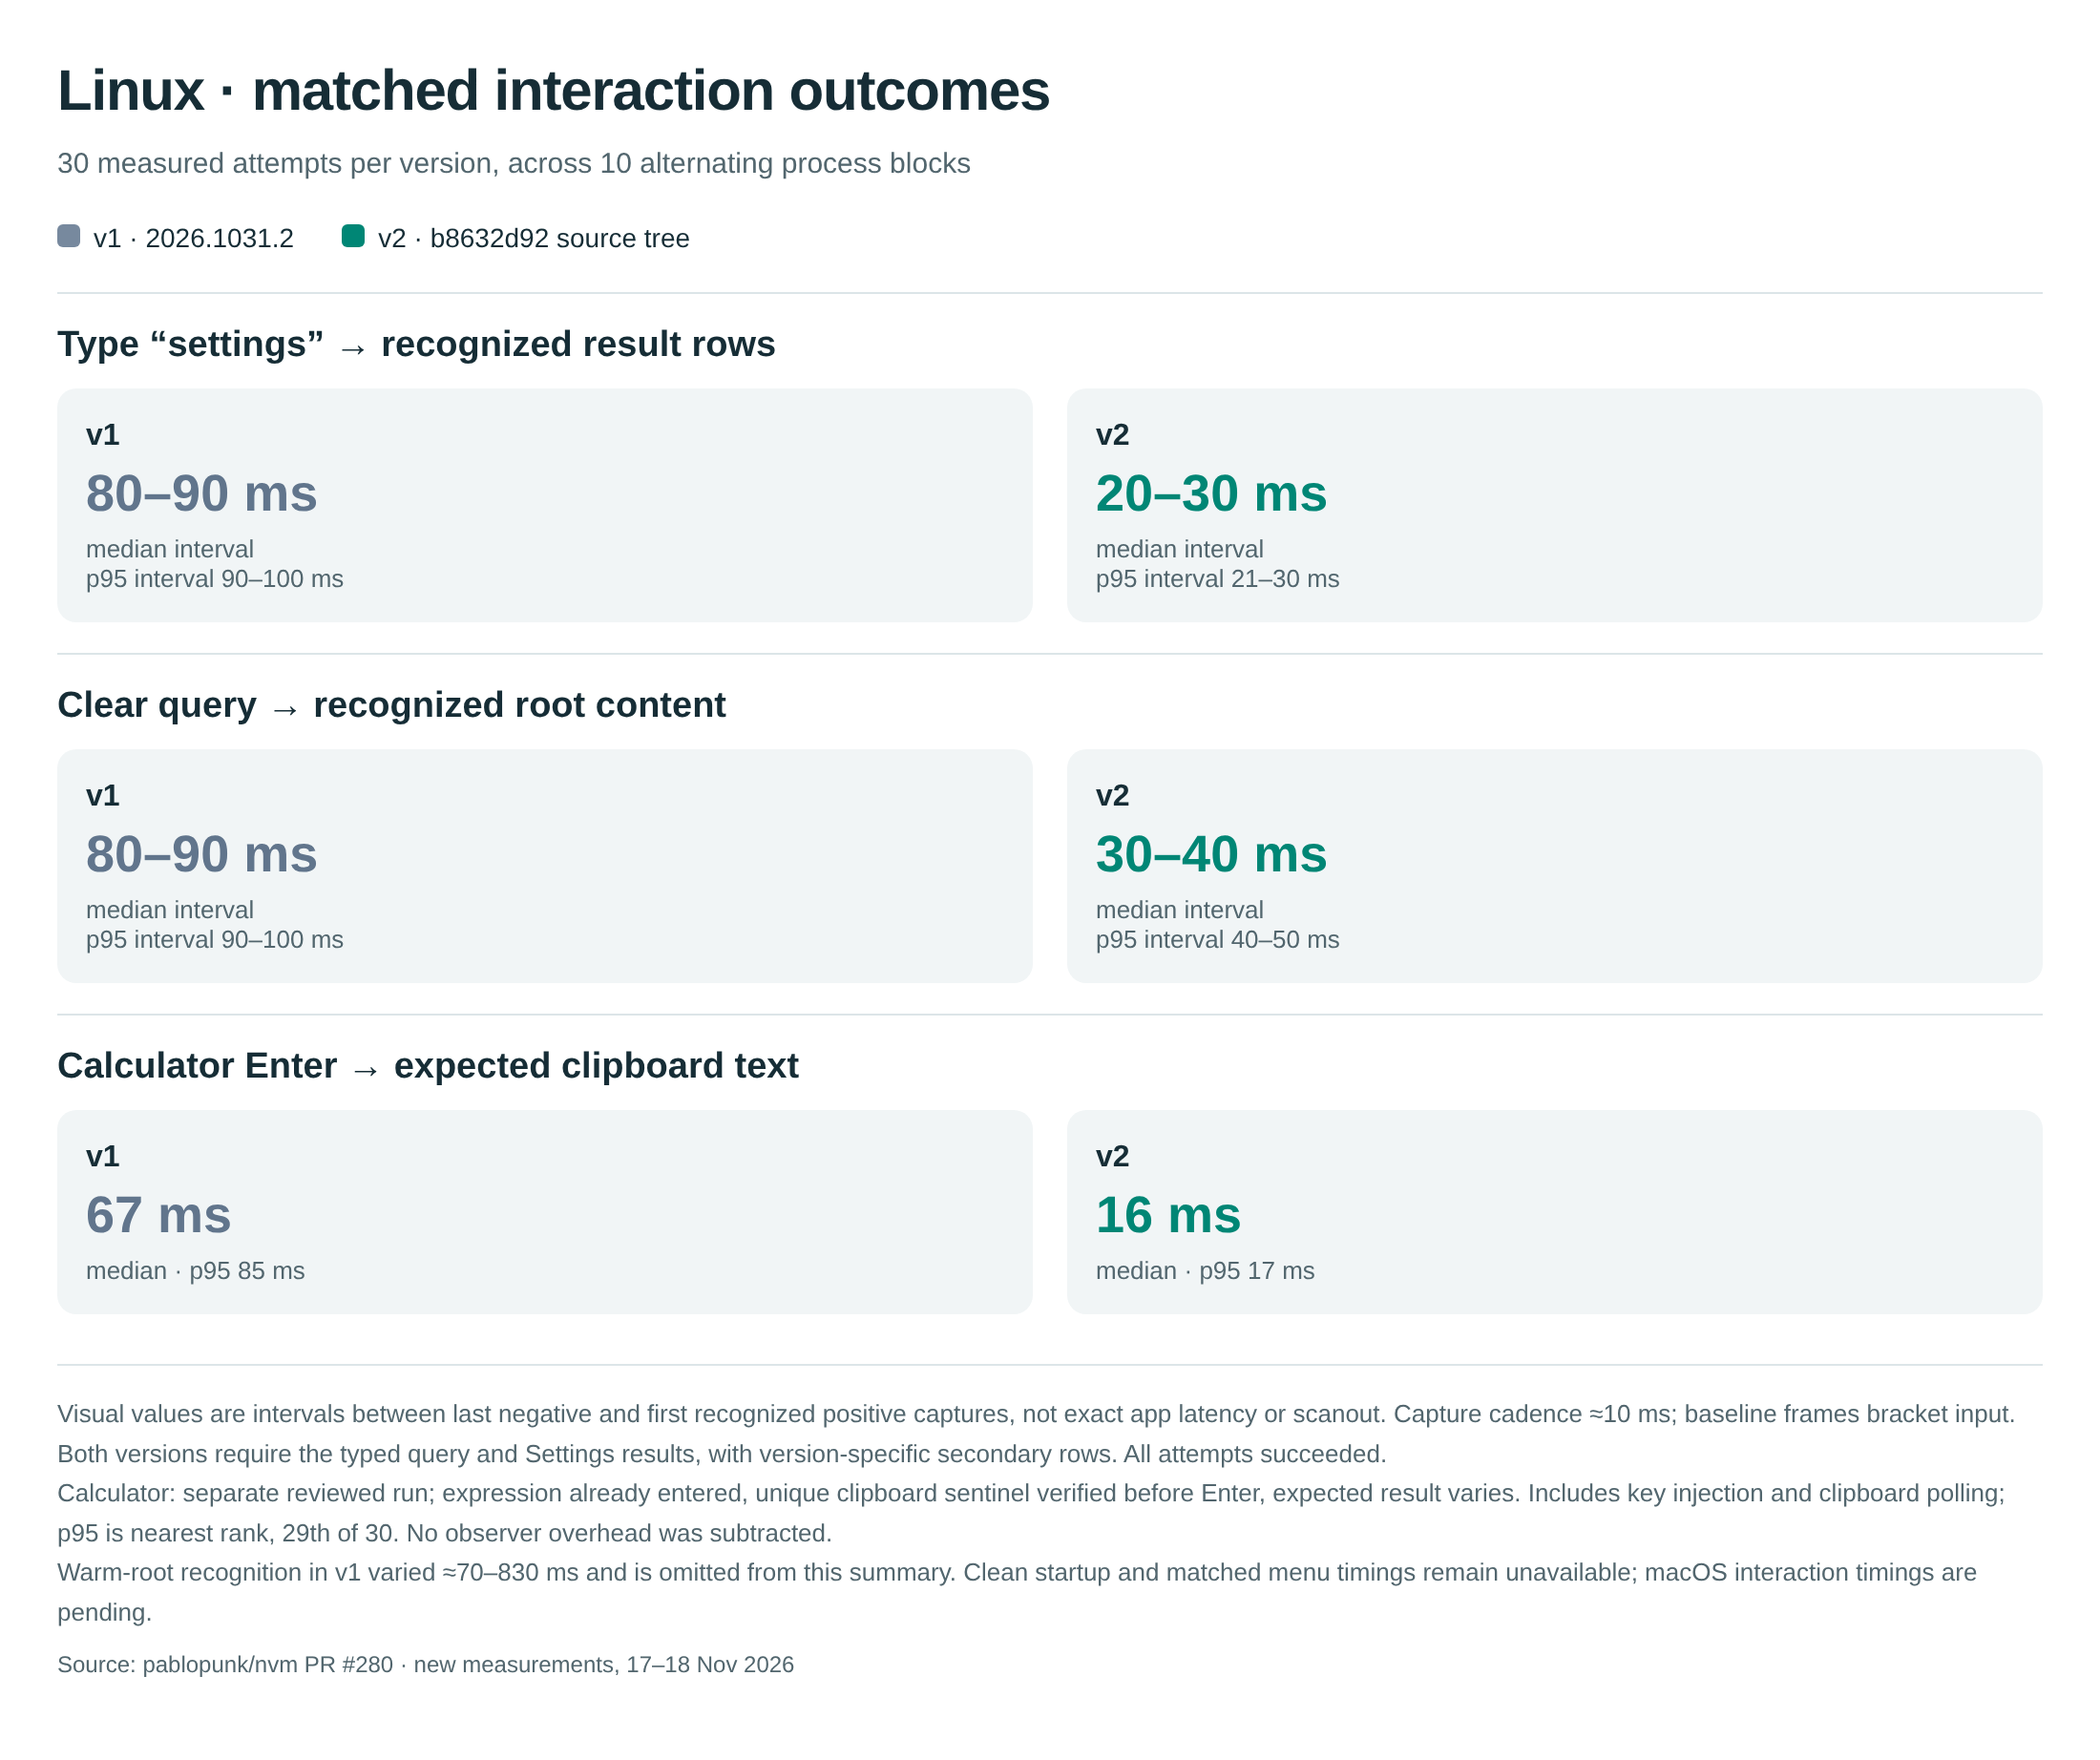 Linux · matched interaction outcomes
30 measured attempts per version, across 10 alternating process blocks
v1 · 2026.1031.2
v2 · b8632d92 source tree
Type “settings” → recognized result rows
v1
80–90 ms
median interval
p95 interval 90–100 ms
v2
20–30 ms
median interval
p95 interval 21–30 ms
Clear query → recognized root content
v1
80–90 ms
median interval
p95 interval 90–100 ms
v2
30–40 ms
median interval
p95 interval 40–50 ms
Calculator Enter → expected clipboard text
v1
67 ms
median · p95 85 ms
v2
16 ms
median · p95 17 ms
Visual values are intervals between last negative and first recognized positive captures, not exact app latency or scanout. Capture cadence ≈10 ms; baseline frames bracket input.
Both versions require the typed query and Settings results, with version-specific secondary rows. All attempts succeeded.
Calculator: separate reviewed run; expression already entered, unique clipboard sentinel verified before Enter, expected result varies. Includes key injection and clipboard polling;
p95 is nearest rank, 29th of 30. No observer overhead was subtracted.
Warm-root recognition in v1 varied ≈70–830 ms and is omitted from this summary. Clean startup and matched menu timings remain unavailable; macOS interaction timings are
pending.
Source: pablopunk/nvm PR #280 · new measurements, 17–18 Nov 2026